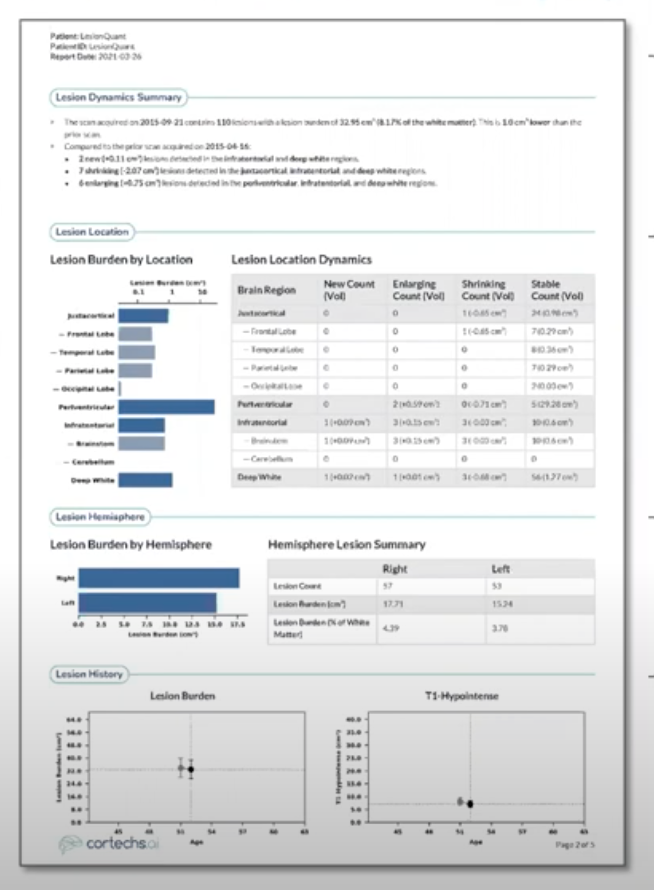 Patient: LesionQuant
PatientID: LesionQuant
Report Date: 2021-03-26
Lesion Dynamics Summary
The scan acquired on 2015-09-21 contains 110 lesions with a lesion burden of 32.95 cm³ (8.17% of the white matter). This is 1.0 cm³ lower than the
prior scan.
Compared to the prior scan acquired on 2015-04-16:
2 new (+0.11 cm³) lesions detected in the infratentorial and deep white regions.
7 shrinking (-2.07 cm³) lesions detected in the juxtacortical, infratentorial, and deep white regions.
6 enlarging (+0.75 cm³) lesions detected in the periventricular, infratentorial, and deep white regions.
Lesion Location
Lesion Burden by Location
Lesion Burden (cm³)
0.1 1 10
Juxtacortical
— Frontal Lobe
— Temporal Lobe
— Parietal Lobe
— Occipital Lobe
Periventricular
Infratentorial
— Brainstem
— Cerebellum
Deep White
Lesion Location Dynamics
Brain Region New Count (Vol) Enlarging Count (Vol) Shrinking Count (Vol) Stable Count (Vol)
Juxtacortical 0 0 1 (-0.65 cm³) 24 (0.98 cm³)
— Frontal Lobe 0 0 1 (-0.65 cm³) 7 (0.29 cm³)
— Temporal Lobe 0 0 0 8 (0.36 cm³)
— Parietal Lobe 0 0 0 7 (0.29 cm³)
— Occipital Lobe 0 0 0 2 (0.03 cm³)
Periventricular 0 2 (+0.59 cm³) 0 (-0.71 cm³) 5 (29.28 cm³)
Infratentorial 1 (+0.09 cm³) 3 (+0.15 cm³) 3 (-0.03 cm³) 10 (0.6 cm³)
— Brainstem 1 (+0.09 cm³) 3 (+0.15 cm³) 3 (-0.03 cm³) 10 (0.6 cm³)
— Cerebellum 0 0 0 0
Deep White 1 (+0.02 cm³) 1 (+0.01 cm³) 3 (-0.68 cm³) 56 (1.27 cm³)
Lesion Hemisphere
Lesion Burden by Hemisphere
Right
Left
0.0 2.5 5.0 7.5 10.0 12.5 15.0 17.5
Lesion Burden (cm³)
Hemisphere Lesion Summary
Right Left
Lesion Count 57 53
Lesion Burden (cm³) 17.71 15.24
Lesion Burden (% of White Matter) 4.39 3.78
Lesion History
Lesion Burden
Lesion Burden (cm³)
64.0
56.0
48.0
40.0
32.0
24.0
16.0
8.0
0.0
45 48 51 54 57 60 63
Age
T1-Hypointense
T1-Hypointense (cm³)
40.0
35.0
30.0
25.0
20.0
15.0
10.0
5.0
0.0
45 48 51 54 57 60 63
Age
cortechs.ai
Page 2 of 5